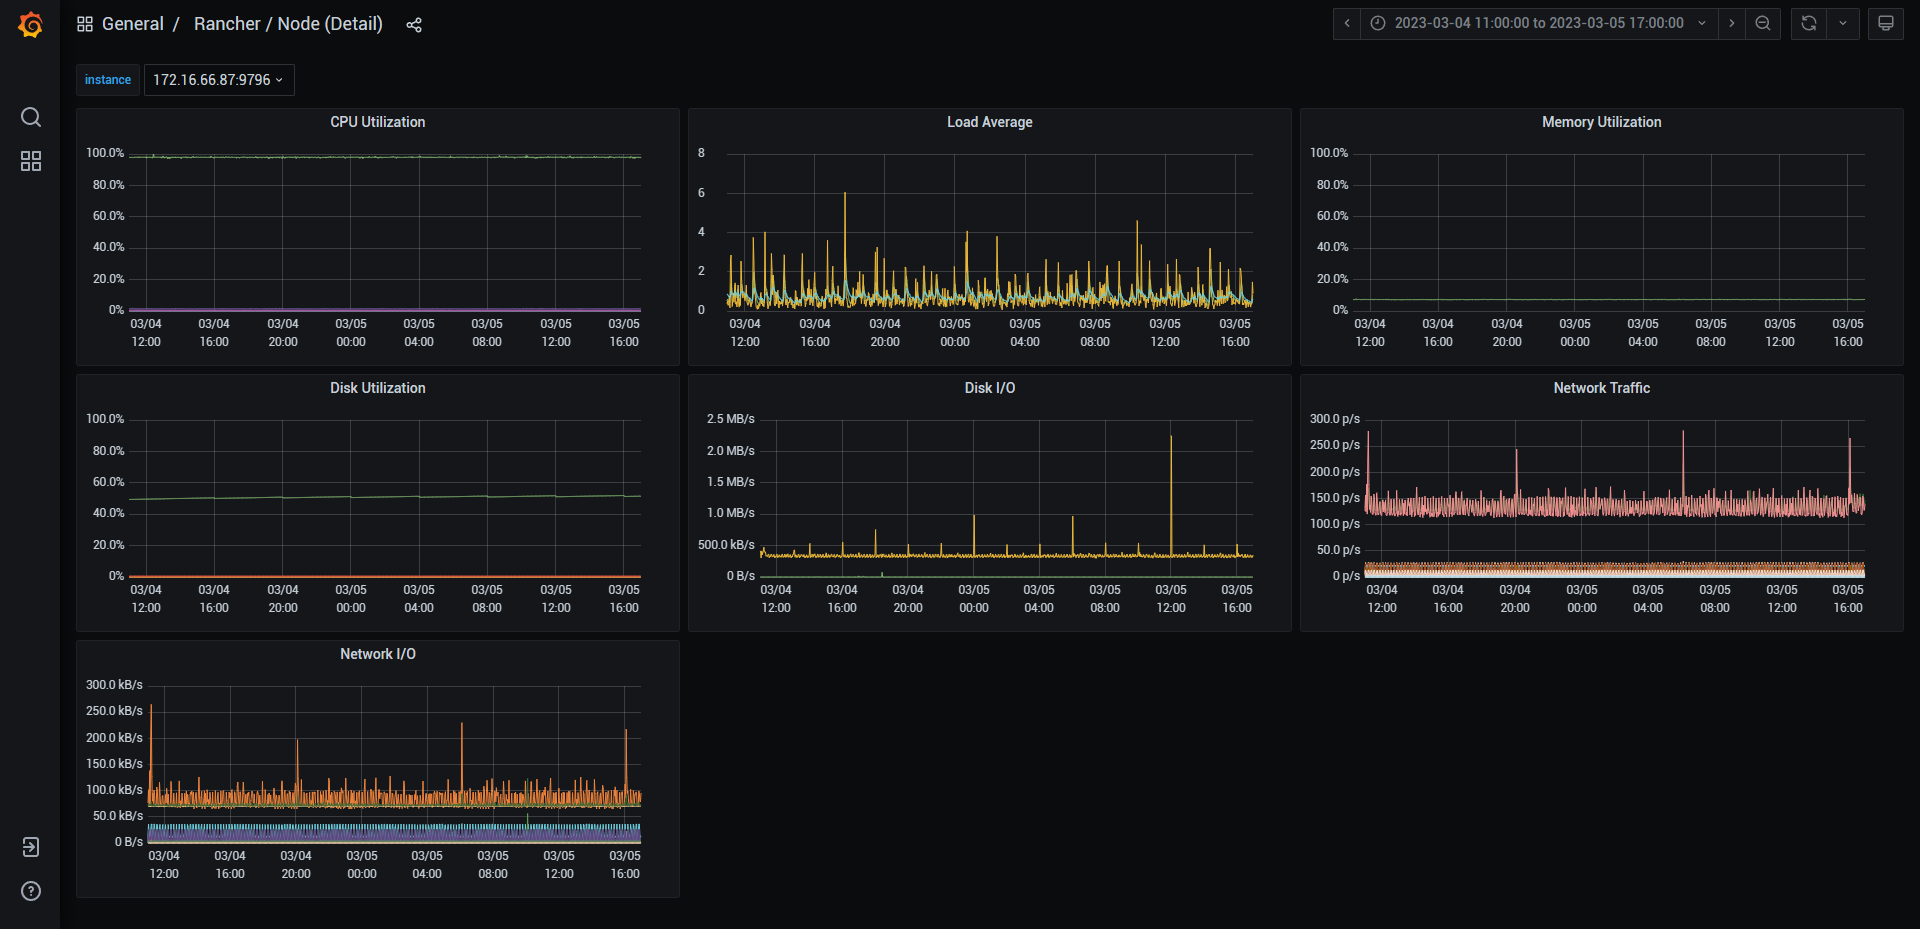 General / Rancher / Node (Detail)
2023-03-04 11:00:00 to 2023-03-05 17:00:00
instance 172.16.66.87:9796
CPU Utilization
100.0%
80.0%
60.0%
40.0%
20.0%
0%
03/04 03/04 03/04 03/05 03/05 03/05 03/05 03/05
12:00 16:00 20:00 00:00 04:00 08:00 12:00 16:00
Load Average
8
6
4
2
0
03/04 03/04 03/04 03/05 03/05 03/05 03/05 03/05
12:00 16:00 20:00 00:00 04:00 08:00 12:00 16:00
Memory Utilization
100.0%
80.0%
60.0%
40.0%
20.0%
0%
03/04 03/04 03/04 03/05 03/05 03/05 03/05 03/05
12:00 16:00 20:00 00:00 04:00 08:00 12:00 16:00
Disk Utilization
100.0%
80.0%
60.0%
40.0%
20.0%
0%
03/04 03/04 03/04 03/05 03/05 03/05 03/05 03/05
12:00 16:00 20:00 00:00 04:00 08:00 12:00 16:00
Disk I/O
2.5 MB/s
2.0 MB/s
1.5 MB/s
1.0 MB/s
500.0 kB/s
0 B/s
03/04 03/04 03/04 03/05 03/05 03/05 03/05 03/05
12:00 16:00 20:00 00:00 04:00 08:00 12:00 16:00
Network Traffic
300.0 p/s
250.0 p/s
200.0 p/s
150.0 p/s
100.0 p/s
50.0 p/s
0 p/s
03/04 03/04 03/04 03/05 03/05 03/05 03/05 03/05
12:00 16:00 20:00 00:00 04:00 08:00 12:00 16:00
Network I/O
300.0 kB/s
250.0 kB/s
200.0 kB/s
150.0 kB/s
100.0 kB/s
50.0 kB/s
0 B/s
03/04 03/04 03/04 03/05 03/05 03/05 03/05 03/05
12:00 16:00 20:00 00:00 04:00 08:00 12:00 16:00